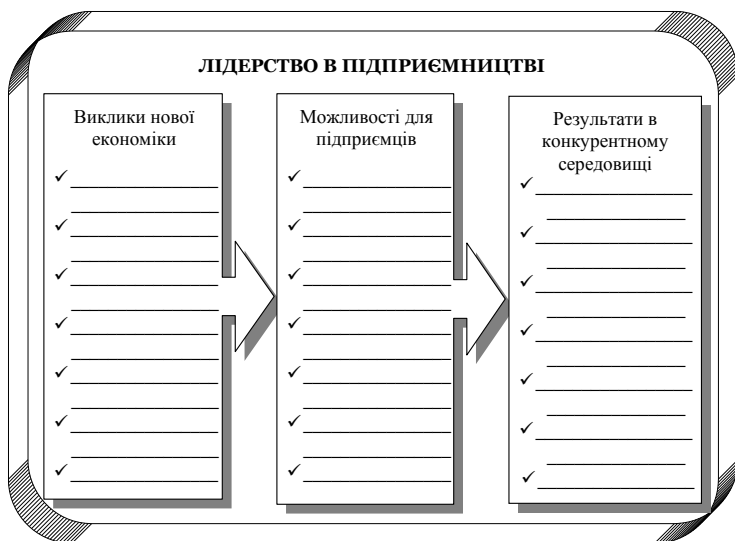 ЛІДЕРСТВО В ПІДПРИЄМНИЦТВІ
Виклики нової
економіки
Можливості для
підприємців
Результати в
конкурентному
середовищі